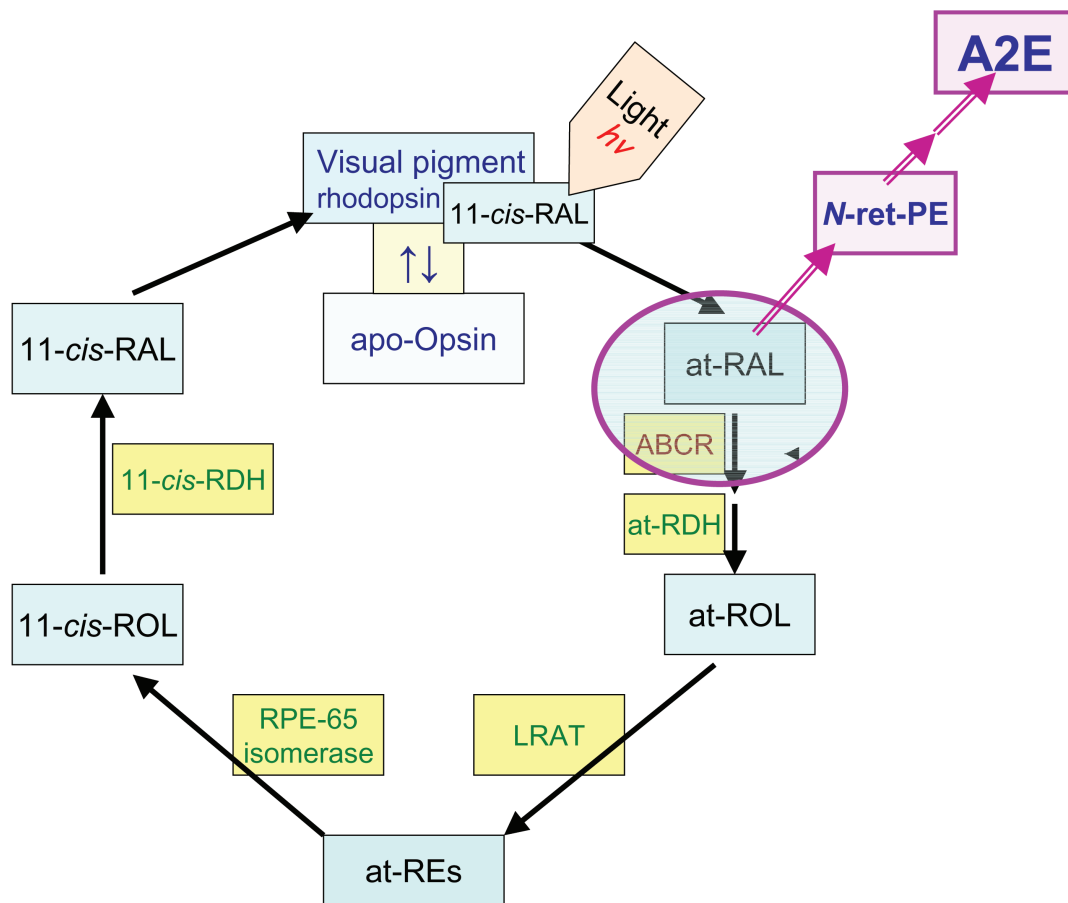 A2E
Light
hv
Visual pigment
rhodopsin
11-cis-RAL
N-ret-PE
↑↓
apo-Opsin
11-cis-RAL
at-RAL
ABCR
11-cis-RDH
at-RDH
11-cis-ROL
at-ROL
RPE-65
isomerase
LRAT
at-REs